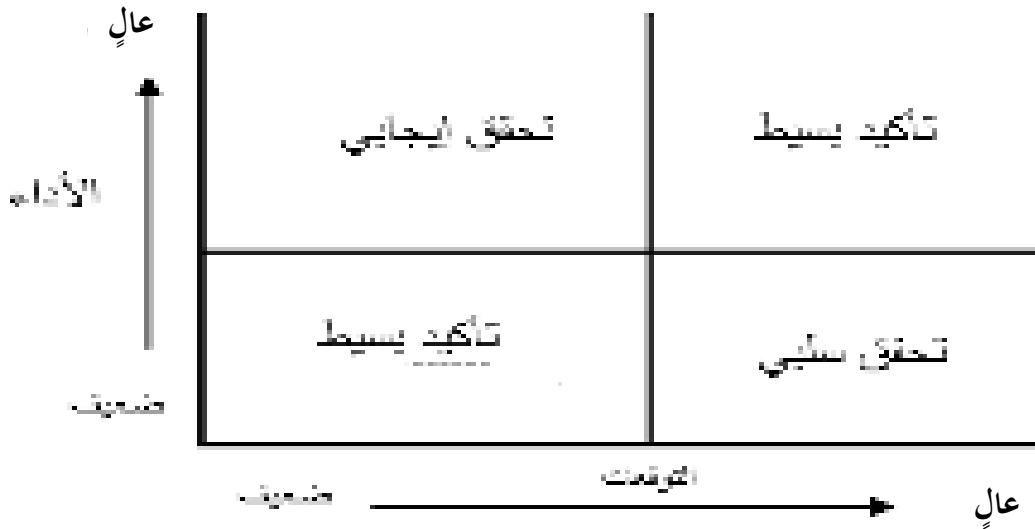 عالٍ
تحقق إيجابي
تأكيد بسيط
الأداء
تأكيد بسيط
تحقق سلبي
ضعيف
التوقعات
ضعيف
عالٍ